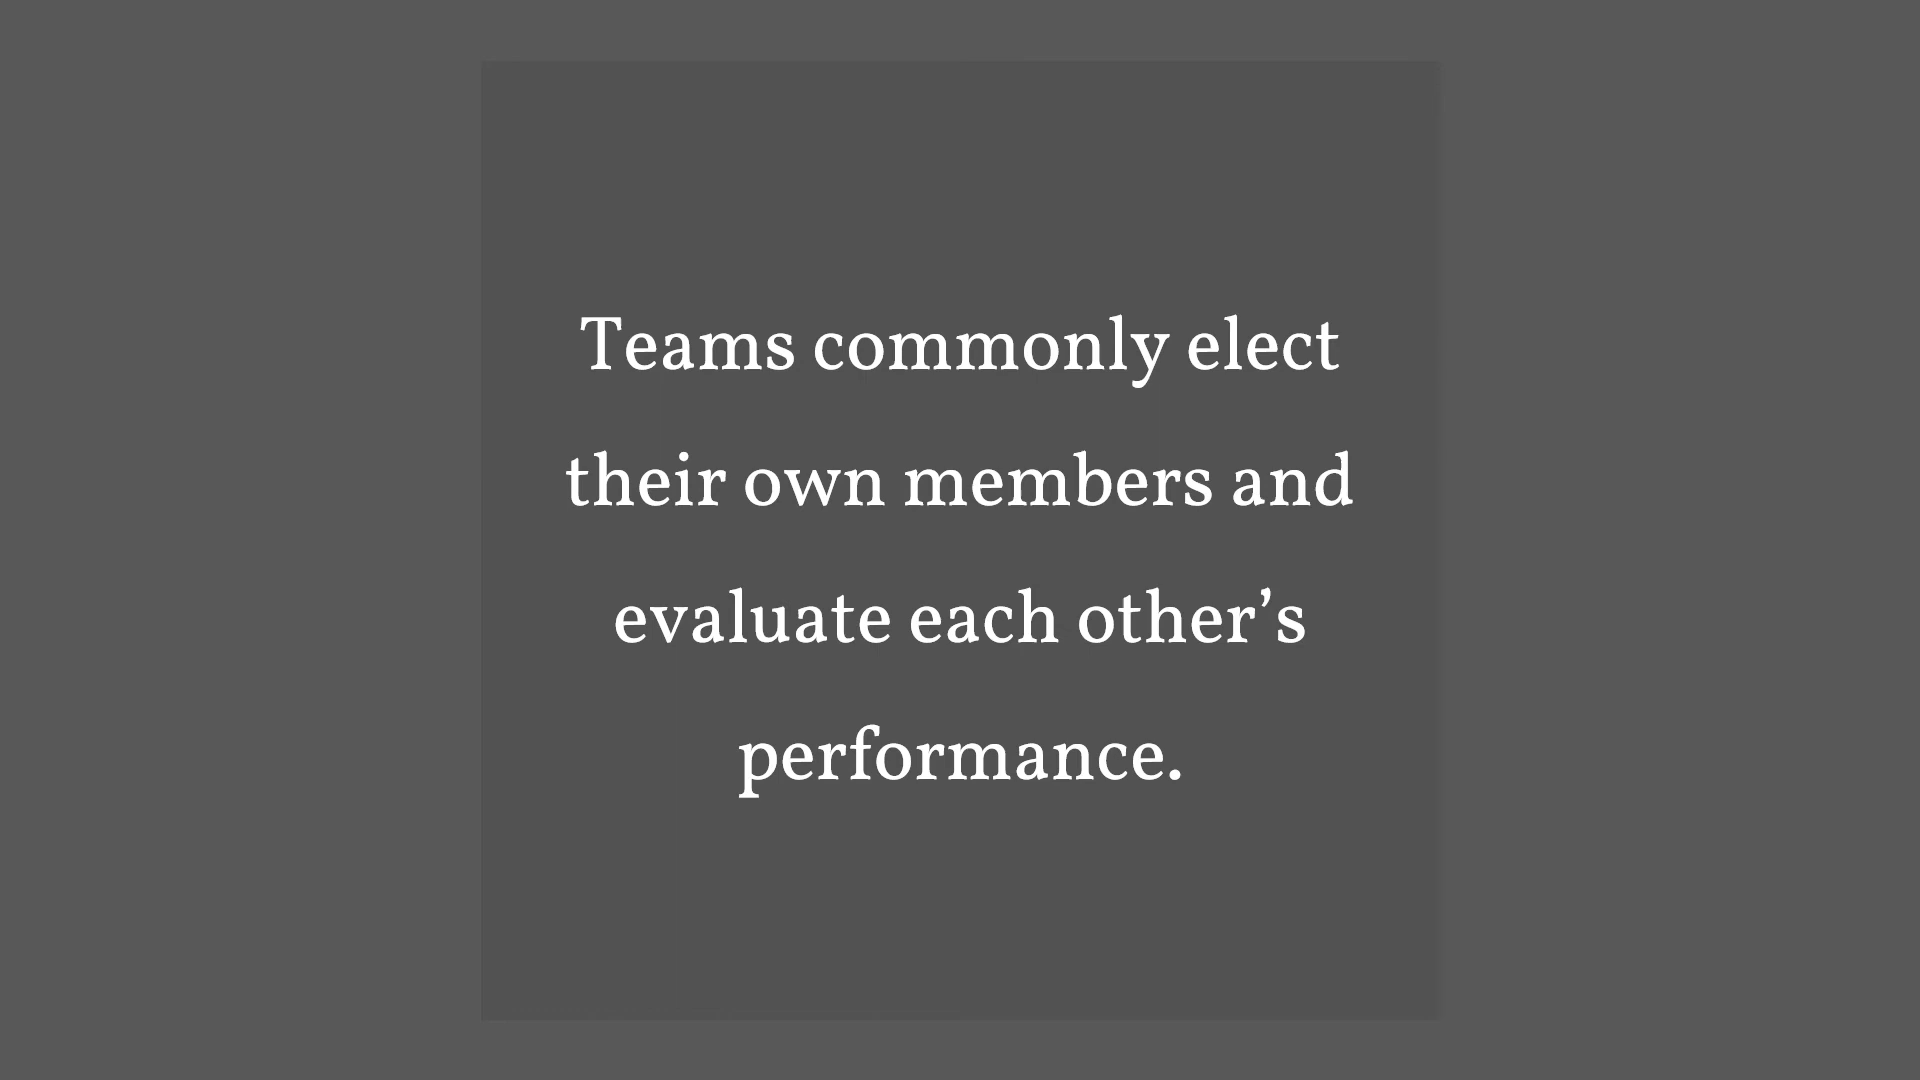 Teams commonly elect
their own members and
evaluate each other’s
performance.